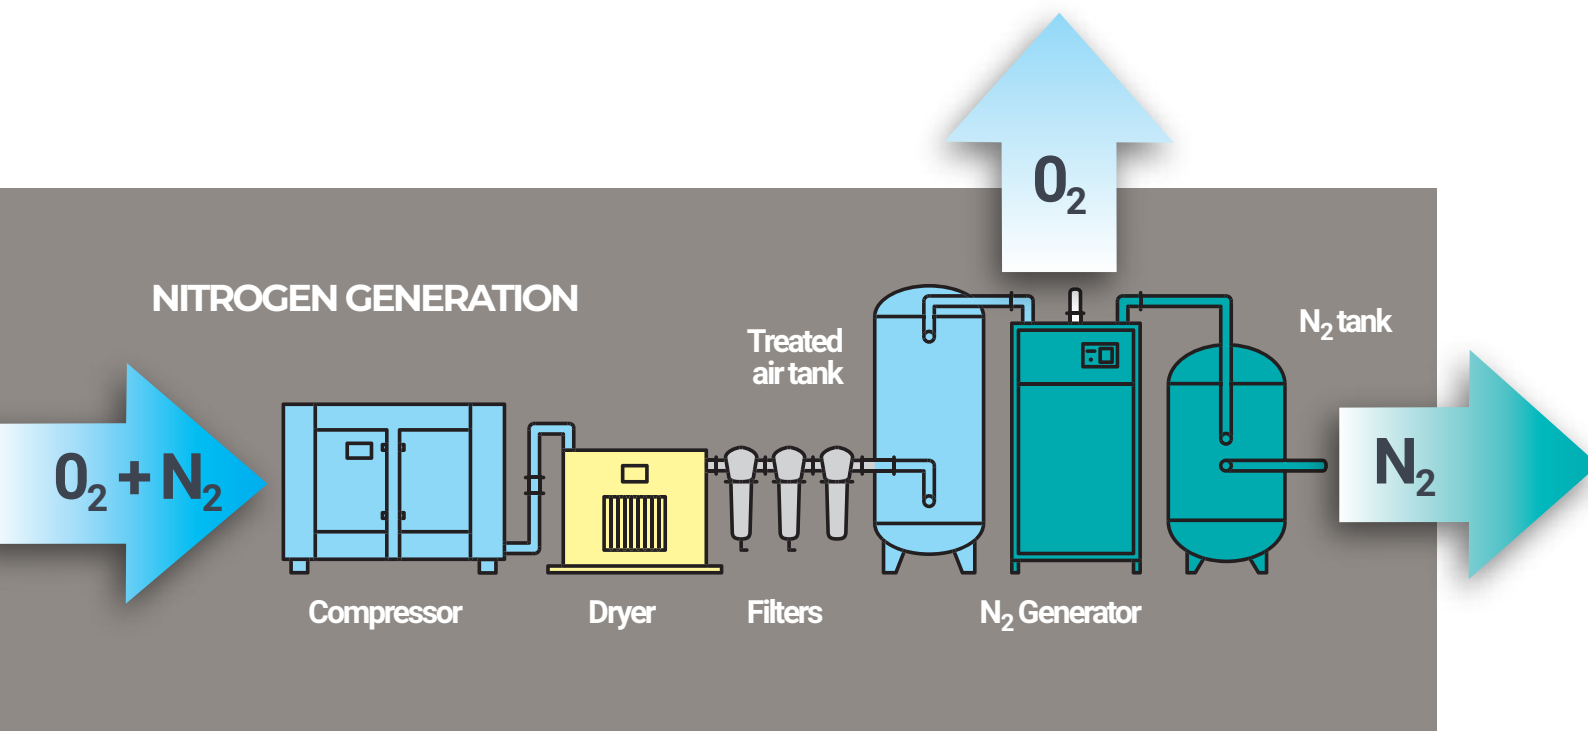 O₂
NITROGEN GENERATION
Treated
air tank
N₂ tank
O₂ + N₂
N₂
Compressor
Dryer
Filters
N₂ Generator